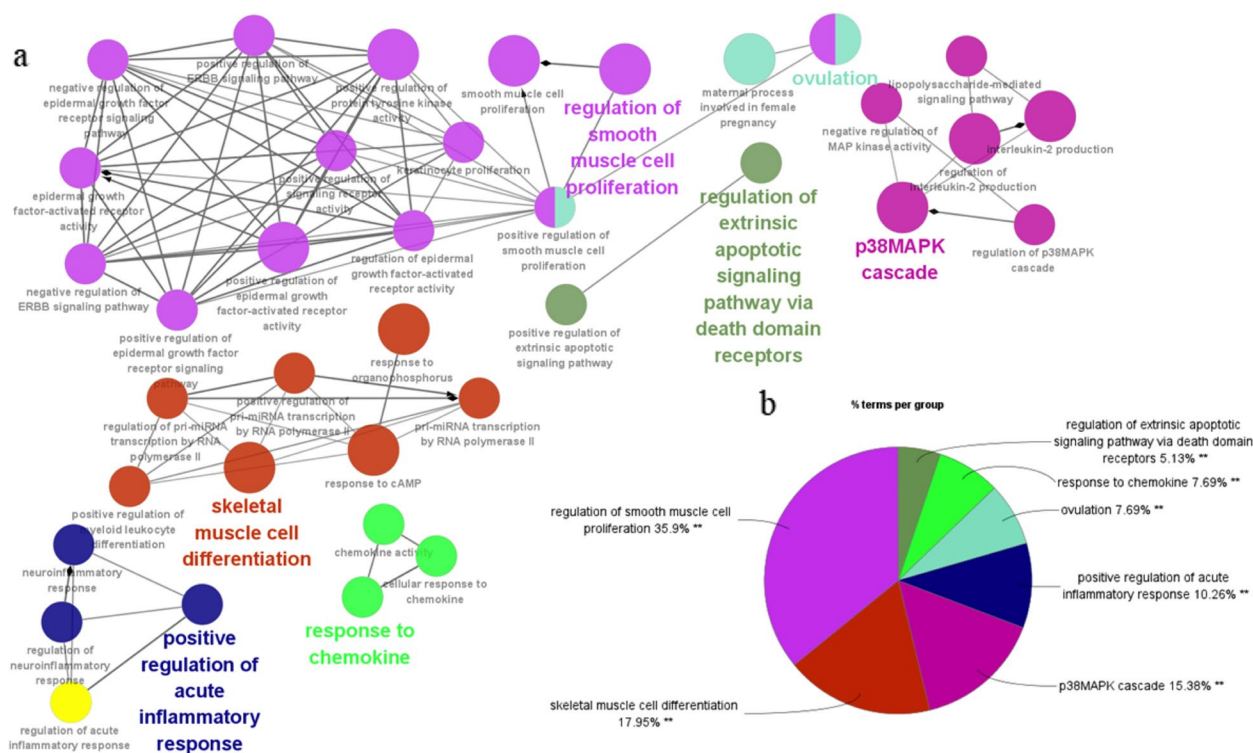 a
positive regulation of
ERBB signaling pathway
negative regulation of
epidermal growth factor
receptor signaling
pathway
positive regulation of
protein tyrosine kinase
activity
epidermal growth
factor-activated receptor
activity
positive regulation of
signaling receptor
activity
keratinocyte proliferation
negative regulation of
ERBB signaling pathway
positive regulation of
epidermal growth
factor-activated receptor
activity
regulation of epidermal
growth factor-activated
receptor activity
positive regulation of
epidermal growth factor
receptor signaling
pathway
smooth muscle cell
proliferation
regulation of
smooth
muscle cell
proliferation
positive regulation of
smooth muscle cell
proliferation
maternal process
involved in female
pregnancy
ovulation
regulation of
extrinsic
apoptotic
signaling
pathway via
death domain
receptors
positive regulation of
extrinsic apoptotic
signaling pathway
lipopolysaccharide-mediated
signaling pathway
negative regulation of
MAP kinase activity
interleukin-2 production
regulation of
interleukin-2 production
p38MAPK
cascade
regulation of p38MAPK
cascade
response to
organophosphorus
positive regulation of
pri-miRNA transcription
by RNA polymerase II
regulation of pri-miRNA
transcription by RNA
polymerase II
pri-miRNA transcription
by RNA polymerase II
response to cAMP
positive regulation of
myeloid leukocyte
differentiation
skeletal
muscle cell
differentiation
neuroinflammatory
response
regulation of
neuroinflammatory
response
regulation of acute
inflammatory response
positive
regulation of
acute
inflammatory
response
chemokine activity
cellular response to
chemokine
response to
chemokine
b
% terms per group
regulation of extrinsic apoptotic
signaling pathway via death domain
receptors 5.13% **
response to chemokine 7.69% **
ovulation 7.69% **
positive regulation of acute
inflammatory response 10.26% **
p38MAPK cascade 15.38% **
skeletal muscle cell differentiation
17.95% **
regulation of smooth muscle cell
proliferation 35.9% **